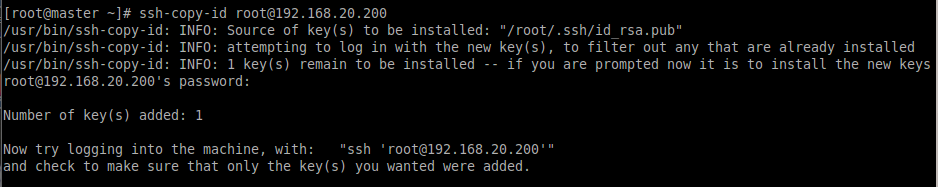 [root@master ~]# ssh-copy-id root@192.168.20.200
/usr/bin/ssh-copy-id: INFO: Source of key(s) to be installed: "/root/.ssh/id_rsa.pub"
/usr/bin/ssh-copy-id: INFO: attempting to log in with the new key(s), to filter out any that are already installed
/usr/bin/ssh-copy-id: INFO: 1 key(s) remain to be installed -- if you are prompted now it is to install the new keys
root@192.168.20.200's password:
Number of key(s) added: 1
Now try logging into the machine, with:   "ssh 'root@192.168.20.200'"
and check to make sure that only the key(s) you wanted were added.